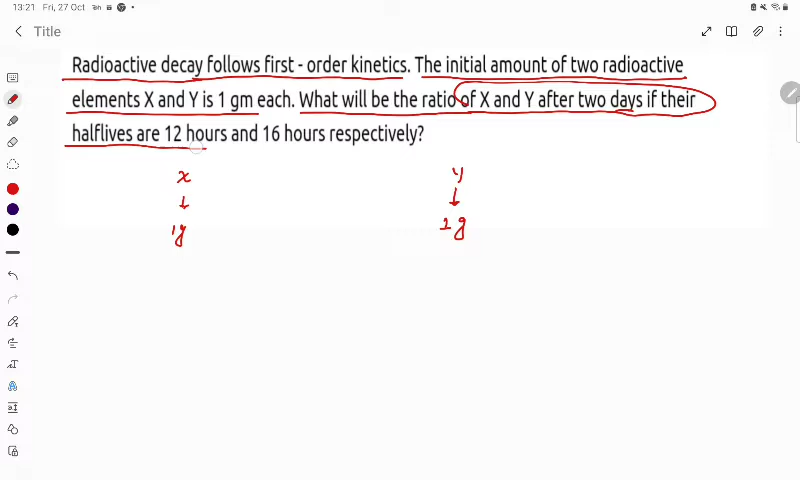 13:21 Fri, 27 Oct
Title
Radioactive decay follows first - order kinetics. The initial amount of two radioactive
elements X and Y is 1 gm each. What will be the ratio of X and Y after two days if their
halflives are 12 hours and 16 hours respectively?
x y
↓ ↓
1g 1g